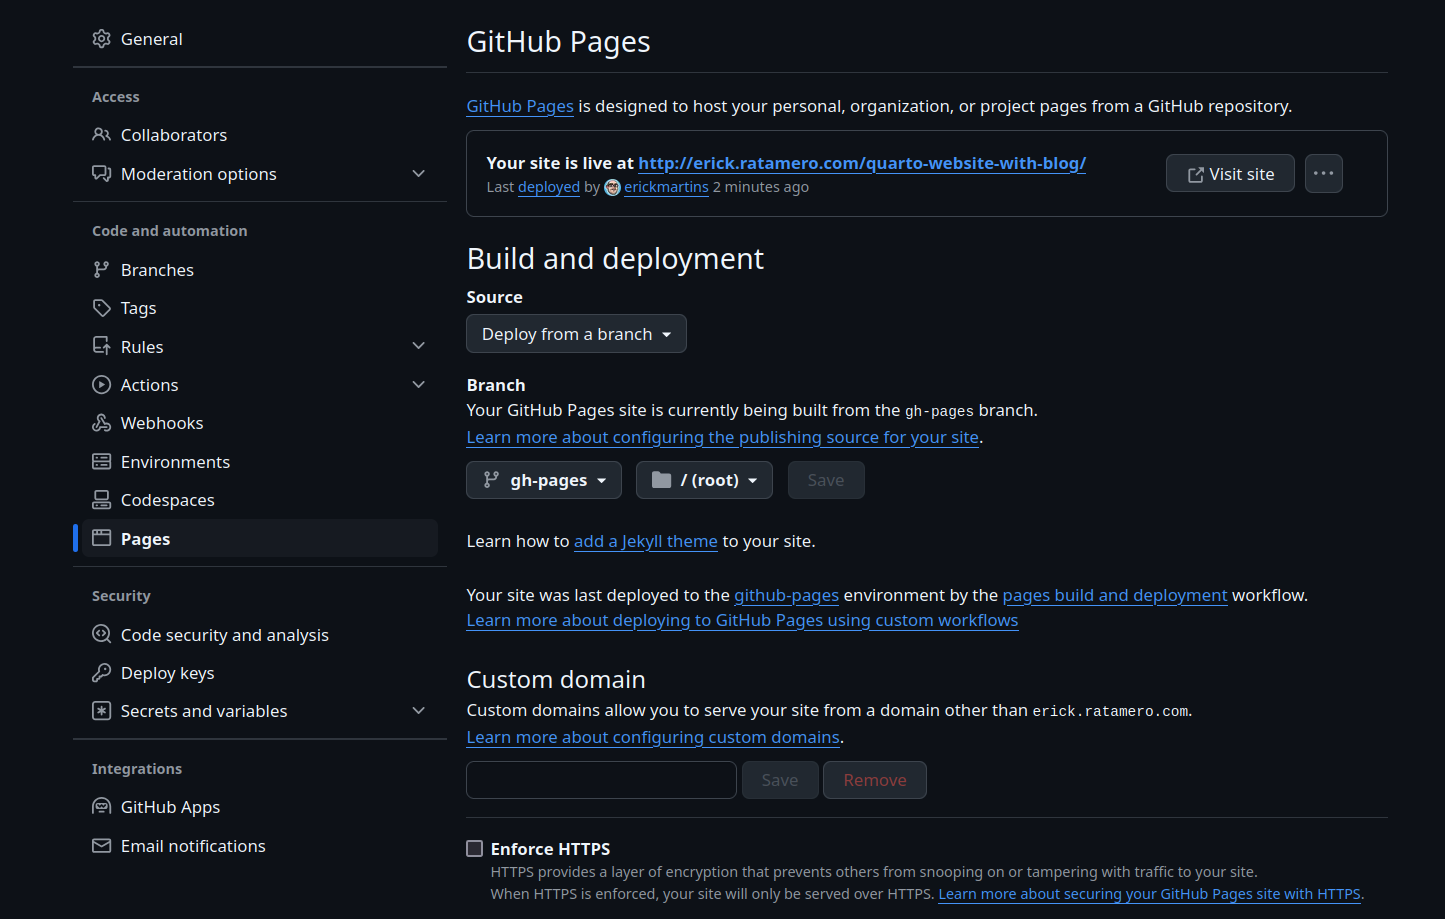 General
Access
Collaborators
Moderation options
Code and automation
Branches
Tags
Rules
Actions
Webhooks
Environments
Codespaces
Pages
Security
Code security and analysis
Deploy keys
Secrets and variables
Integrations
GitHub Apps
Email notifications
GitHub Pages
GitHub Pages is designed to host your personal, organization, or project pages from a GitHub repository.
Your site is live at http://erick.ratamero.com/quarto-website-with-blog/
Last deployed by erickmartins 2 minutes ago
Visit site
Build and deployment
Source
Deploy from a branch
Branch
Your GitHub Pages site is currently being built from the gh-pages branch.
Learn more about configuring the publishing source for your site.
gh-pages / (root) Save
Learn how to add a Jekyll theme to your site.
Your site was last deployed to the github-pages environment by the pages build and deployment workflow.
Learn more about deploying to GitHub Pages using custom workflows
Custom domain
Custom domains allow you to serve your site from a domain other than erick.ratamero.com.
Learn more about configuring custom domains.
Save Remove
Enforce HTTPS
HTTPS provides a layer of encryption that prevents others from snooping on or tampering with traffic to your site.
When HTTPS is enforced, your site will only be served over HTTPS. Learn more about securing your GitHub Pages site with HTTPS.